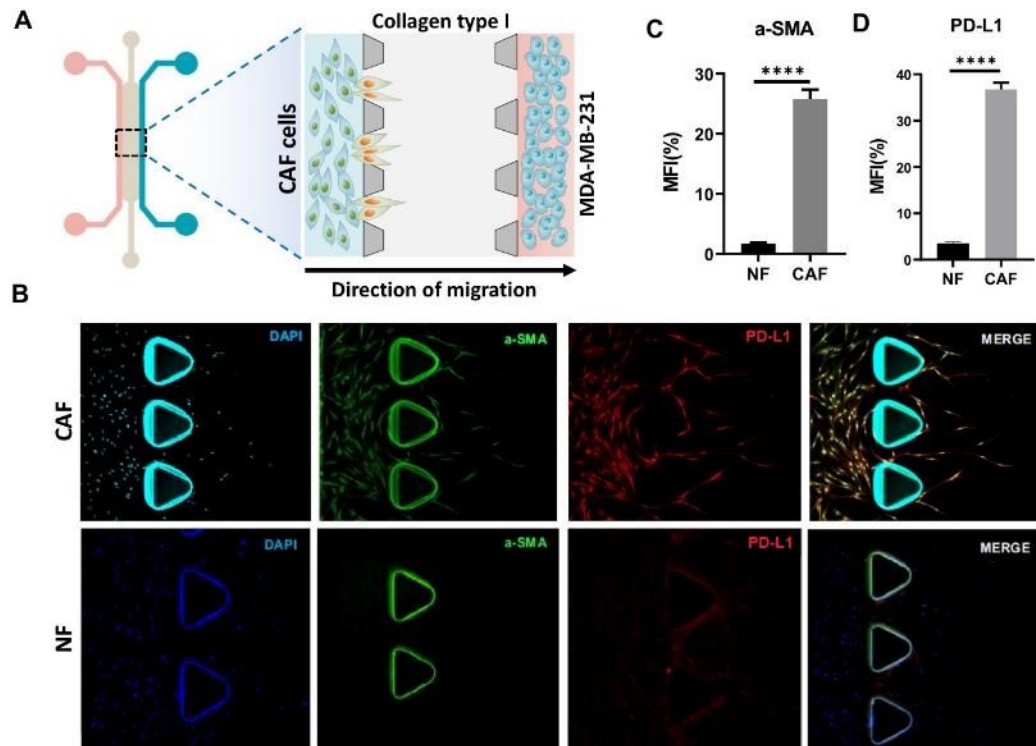 A
Collagen type I
CAF cells
MDA-MB-231
Direction of migration
C
a-SMA
****
MFI(%)
30
20
10
0
NF CAF
D
PD-L1
****
MFI(%)
40
30
20
10
0
NF CAF
B
CAF
DAPI
a-SMA
PD-L1
MERGE
NF
DAPI
a-SMA
PD-L1
MERGE